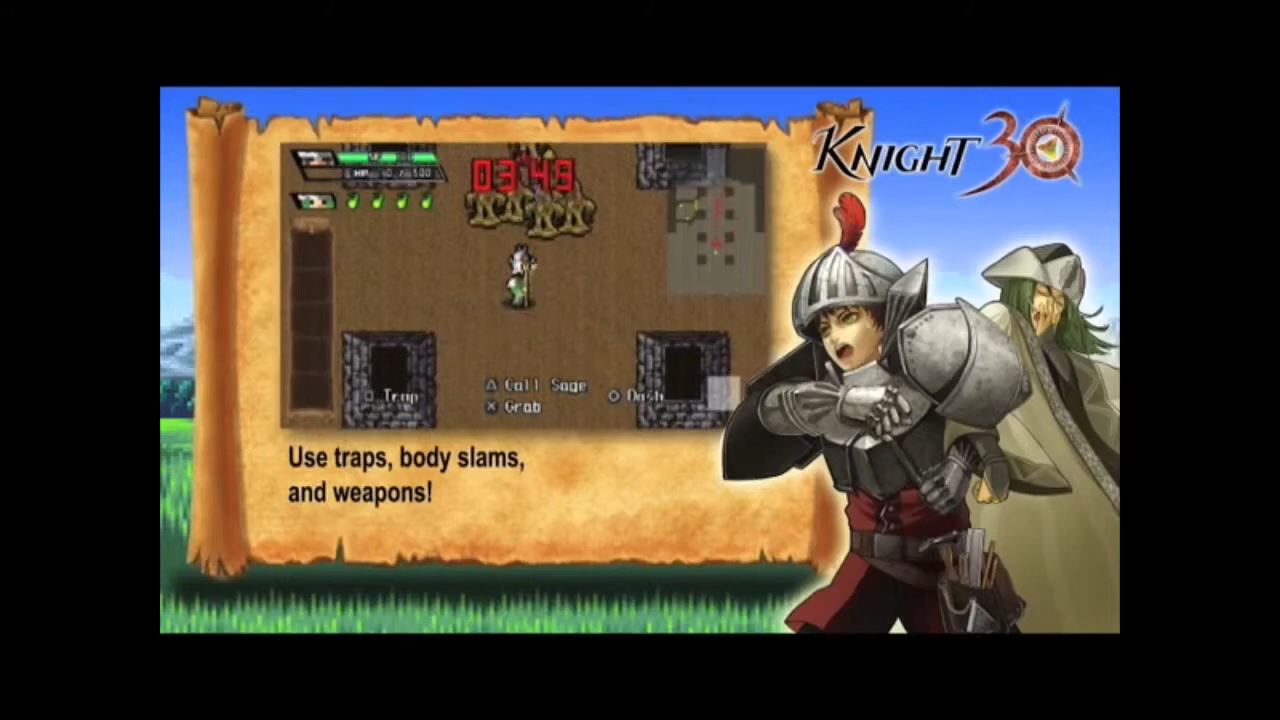 KNIGHT 30
03:49
△ Call Sage
□ Trap
○ Dash
✕ Grab
Use traps, body slams,
and weapons!